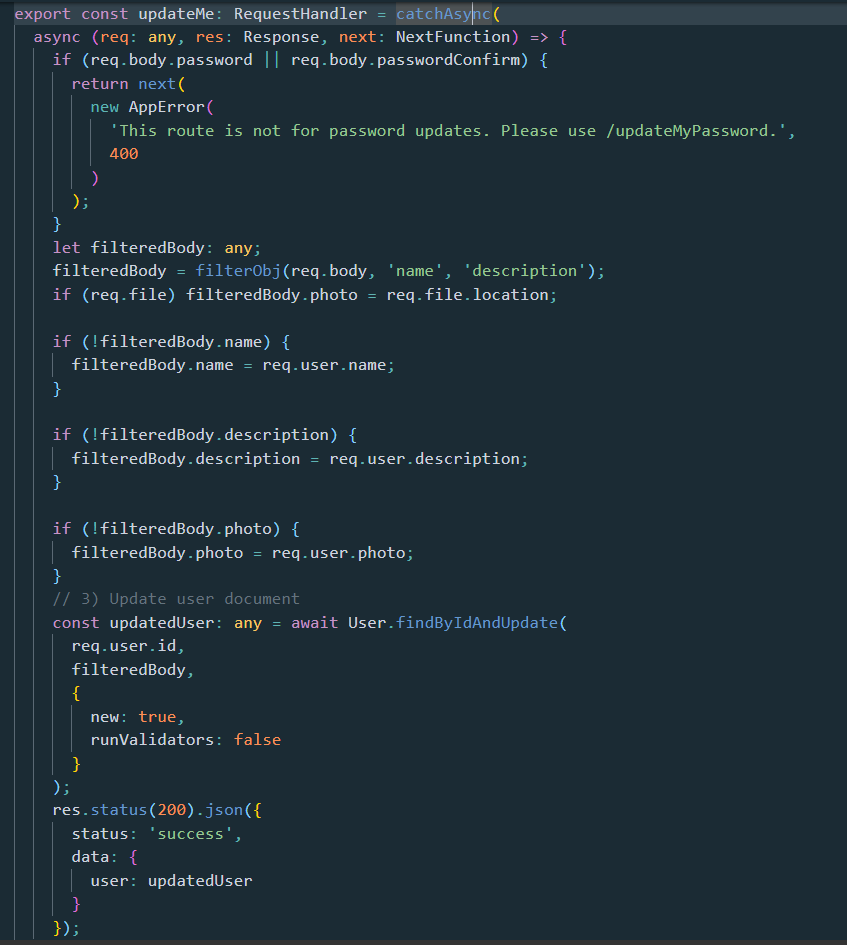 export const updateMe: RequestHandler = catchAsync(
  async (req: any, res: Response, next: NextFunction) => {
    if (req.body.password || req.body.passwordConfirm) {
      return next(
        new AppError(
          'This route is not for password updates. Please use /updateMyPassword.',
          400
        )
      );
    }
    let filteredBody: any;
    filteredBody = filterObj(req.body, 'name', 'description');
    if (req.file) filteredBody.photo = req.file.location;

    if (!filteredBody.name) {
      filteredBody.name = req.user.name;
    }

    if (!filteredBody.description) {
      filteredBody.description = req.user.description;
    }

    if (!filteredBody.photo) {
      filteredBody.photo = req.user.photo;
    }
    // 3) Update user document
    const updatedUser: any = await User.findByIdAndUpdate(
      req.user.id,
      filteredBody,
      {
        new: true,
        runValidators: false
      }
    );
    res.status(200).json({
      status: 'success',
      data: {
        user: updatedUser
      }
    });